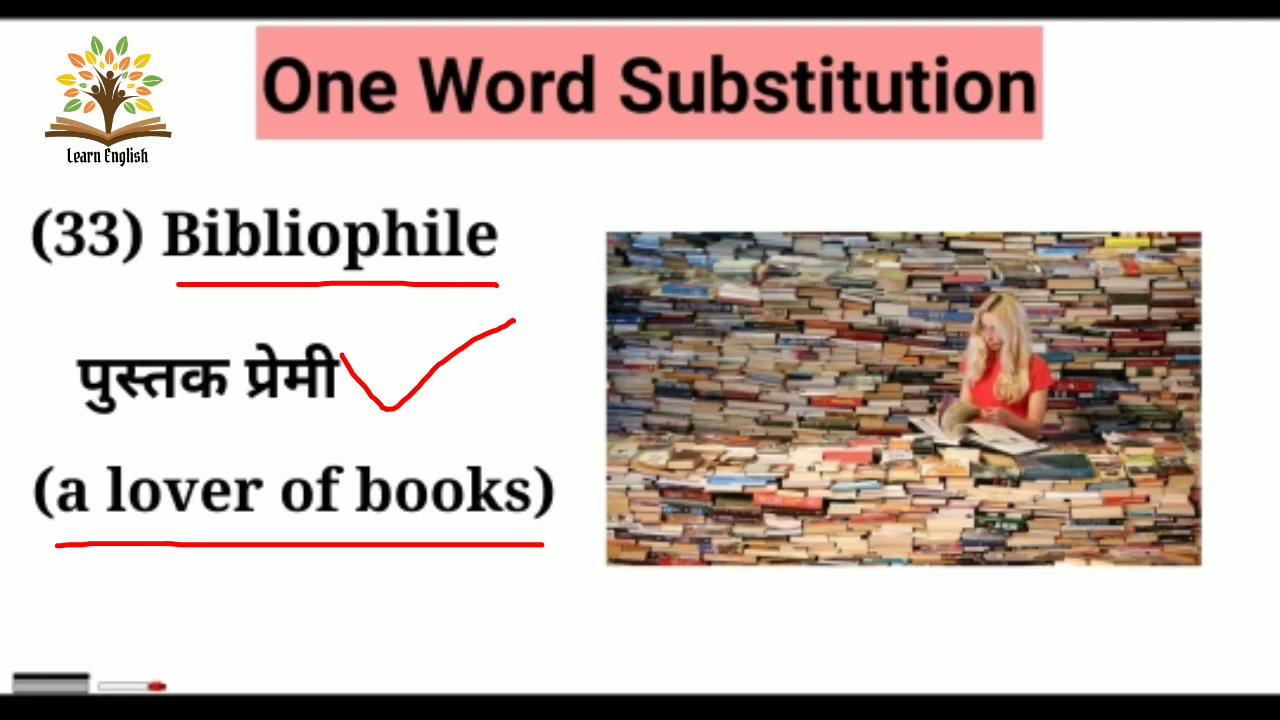 One Word Substitution
Learn English
(33) Bibliophile
पुस्तक प्रेमी
(a lover of books)